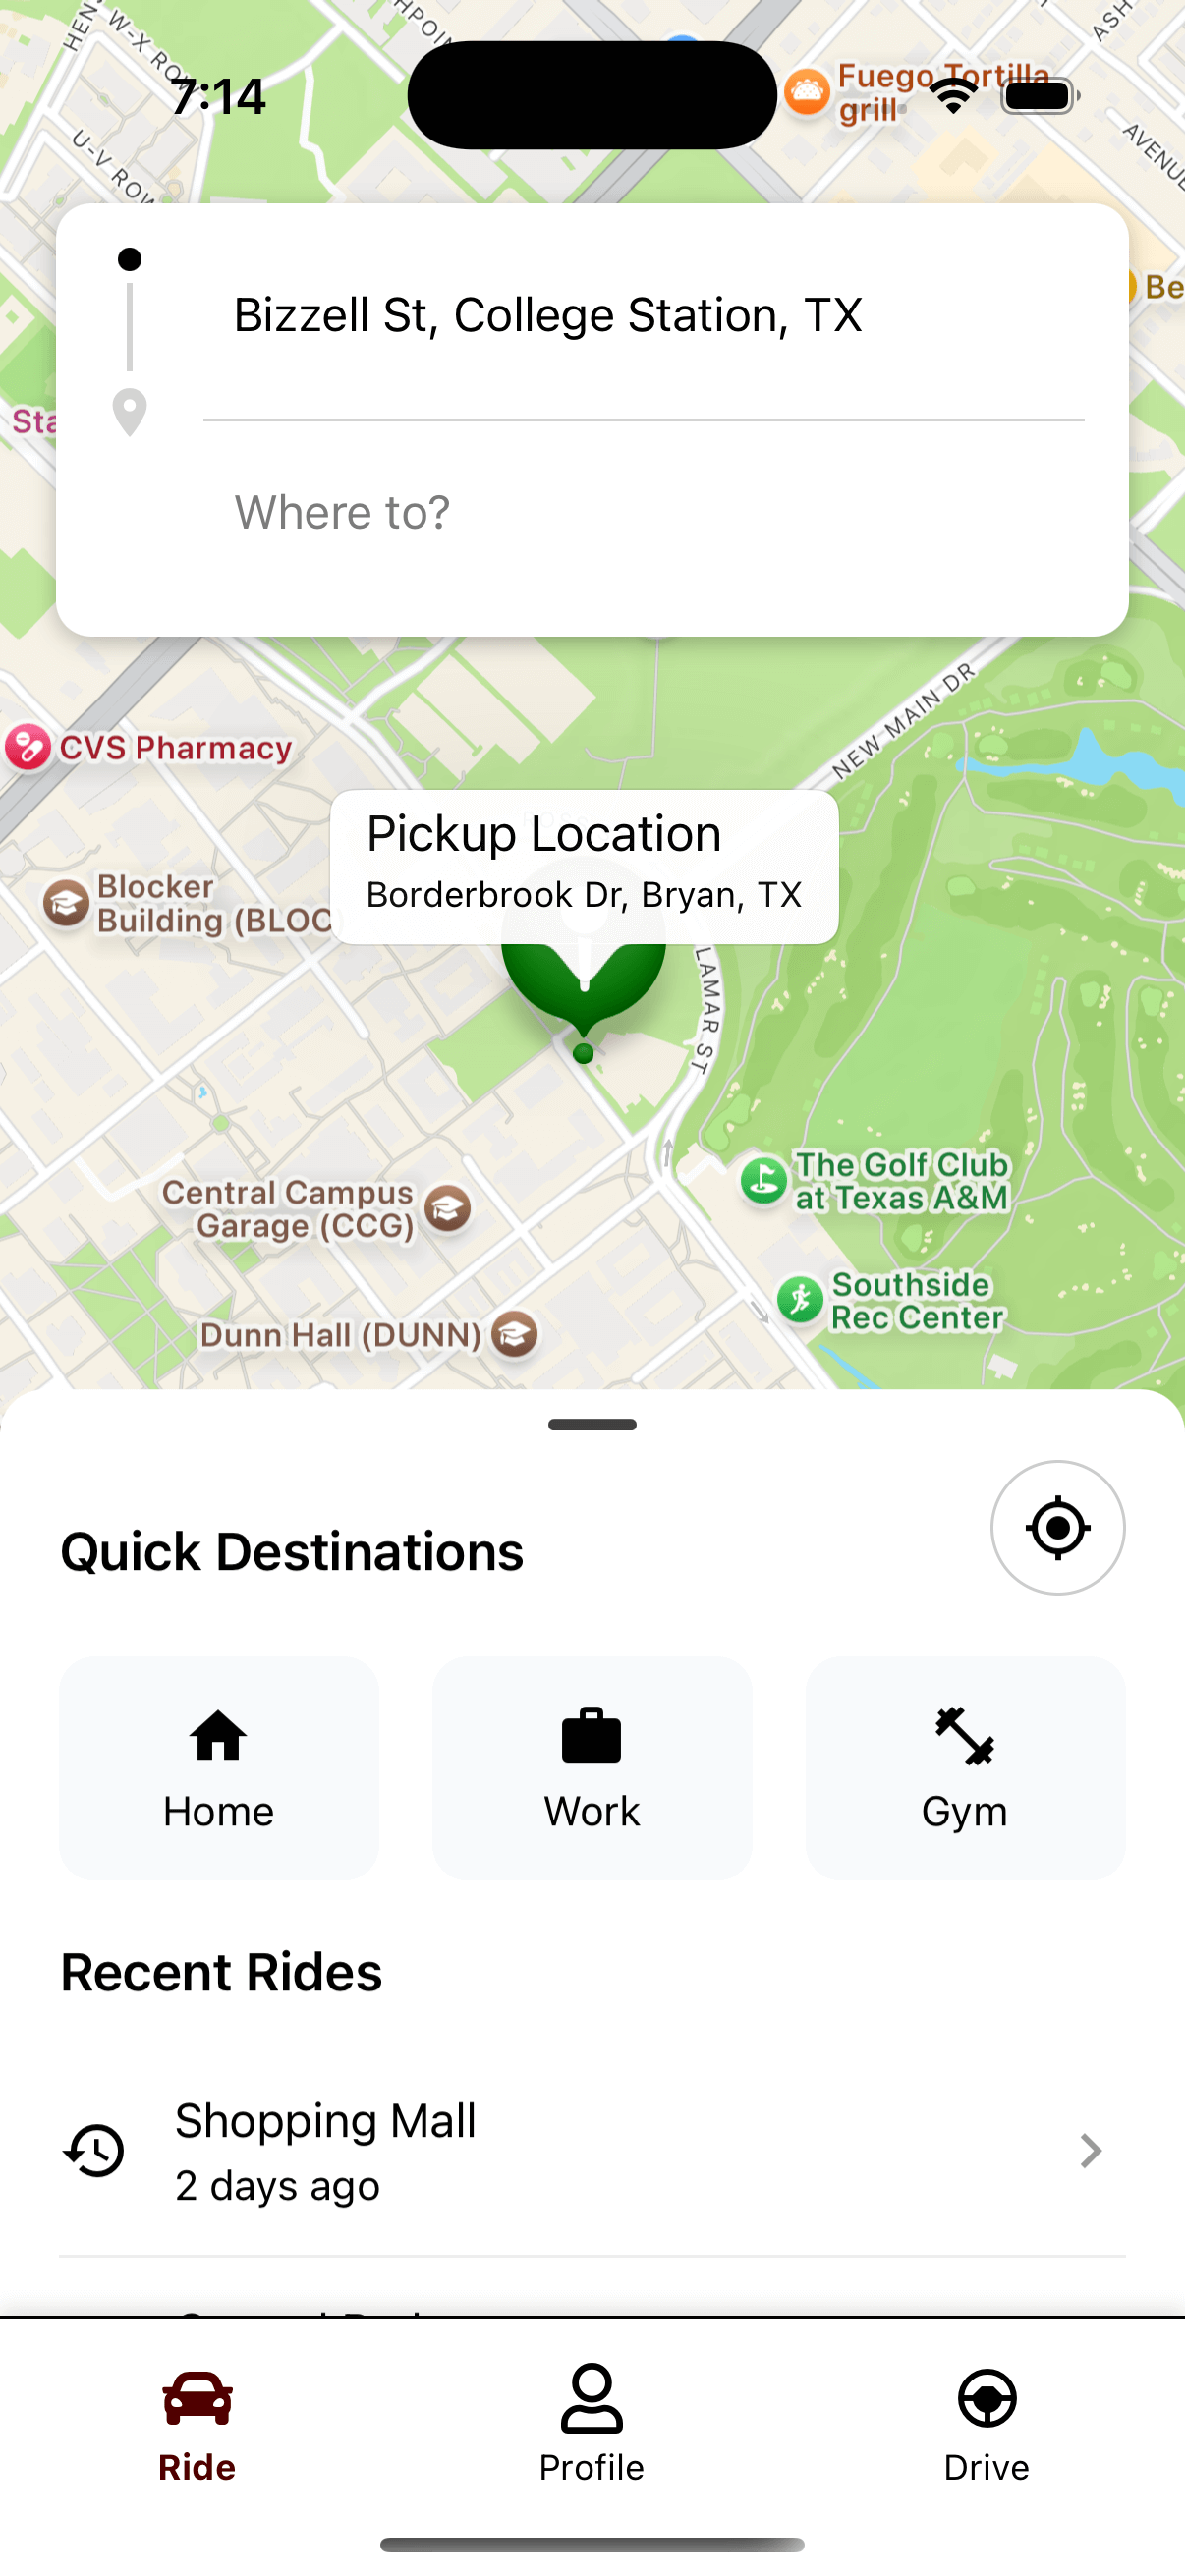 W-X ROW
ASH
7:14
Fuego Tortilla
grill
U-V ROW
AVENUE
Bizzell St, College Station, TX
Be
Sta
Where to?
NEW MAIN DR
CVS Pharmacy
Pickup Location
Borderbrook Dr, Bryan, TX
Blocker
Building (BLOC
LAMAR ST
The Golf Club
at Texas A&M
Central Campus
Garage (CCG)
Southside
Rec Center
Dunn Hall (DUNN)
Quick Destinations
Home
Work
Gym
Recent Rides
Shopping Mall
2 days ago
Ride
Profile
Drive